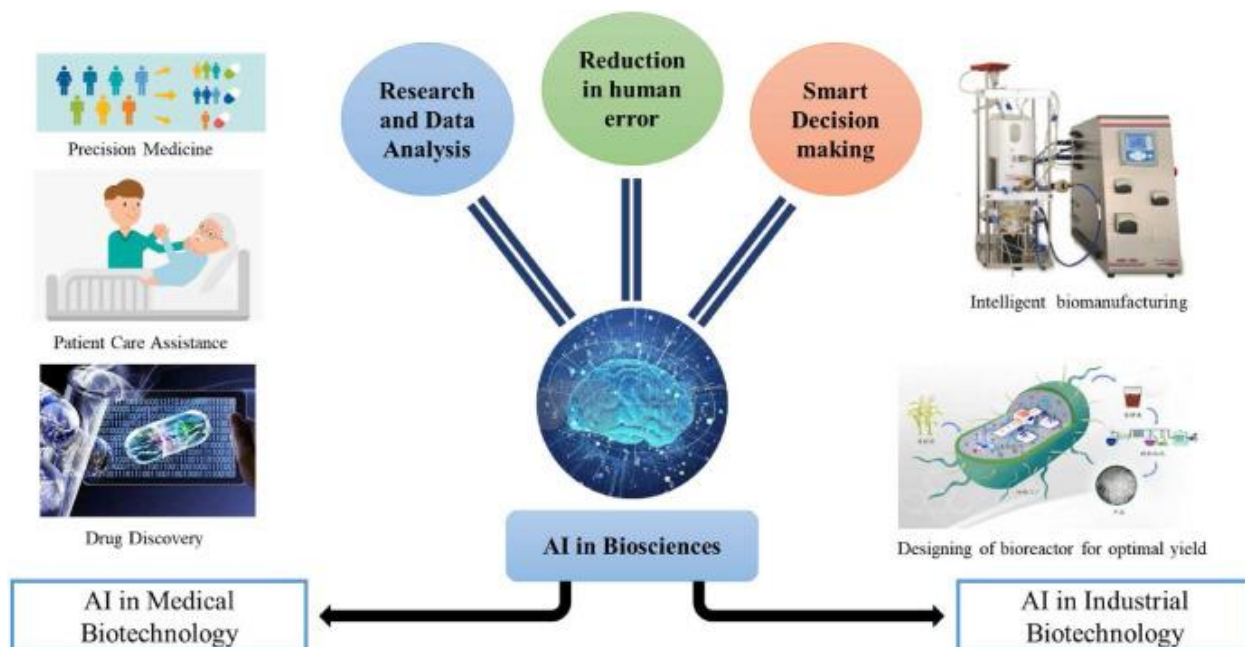 Research
and Data
Analysis
Reduction
in human
error
Smart
Decision
making
Precision Medicine
Patient Care Assistance
Drug Discovery
Intelligent biomanufacturing
Designing of bioreactor for optimal yield
AI in Biosciences
AI in Medical
Biotechnology
AI in Industrial
Biotechnology